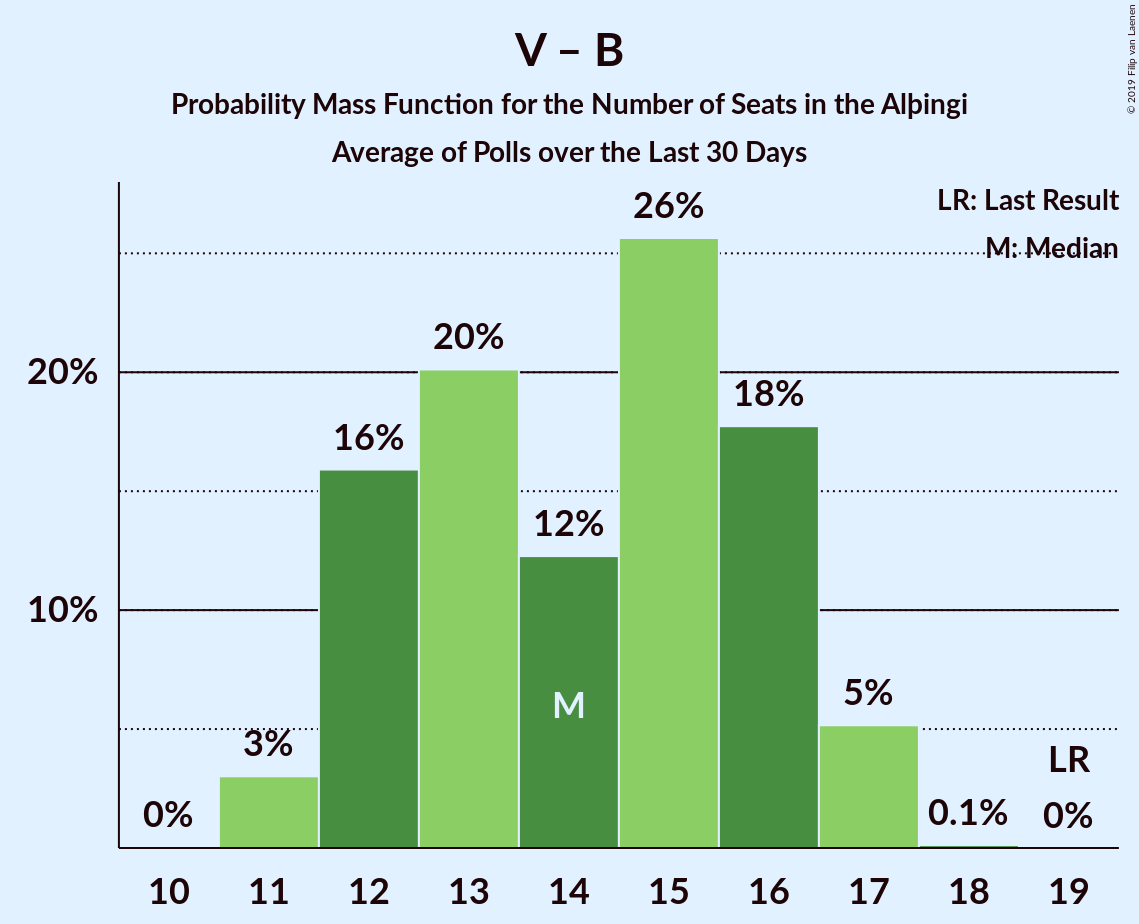 V – B
Probability Mass Function for the Number of Seats in the Alþingi
Average of Polls over the Last 30 Days
© 2019 Filip van Laenen
LR: Last Result
M: Median
20%
10%
0%
3%
16%
20%
12%
26%
18%
5%
0.1%
LR
0%
M
10 11 12 13 14 15 16 17 18 19